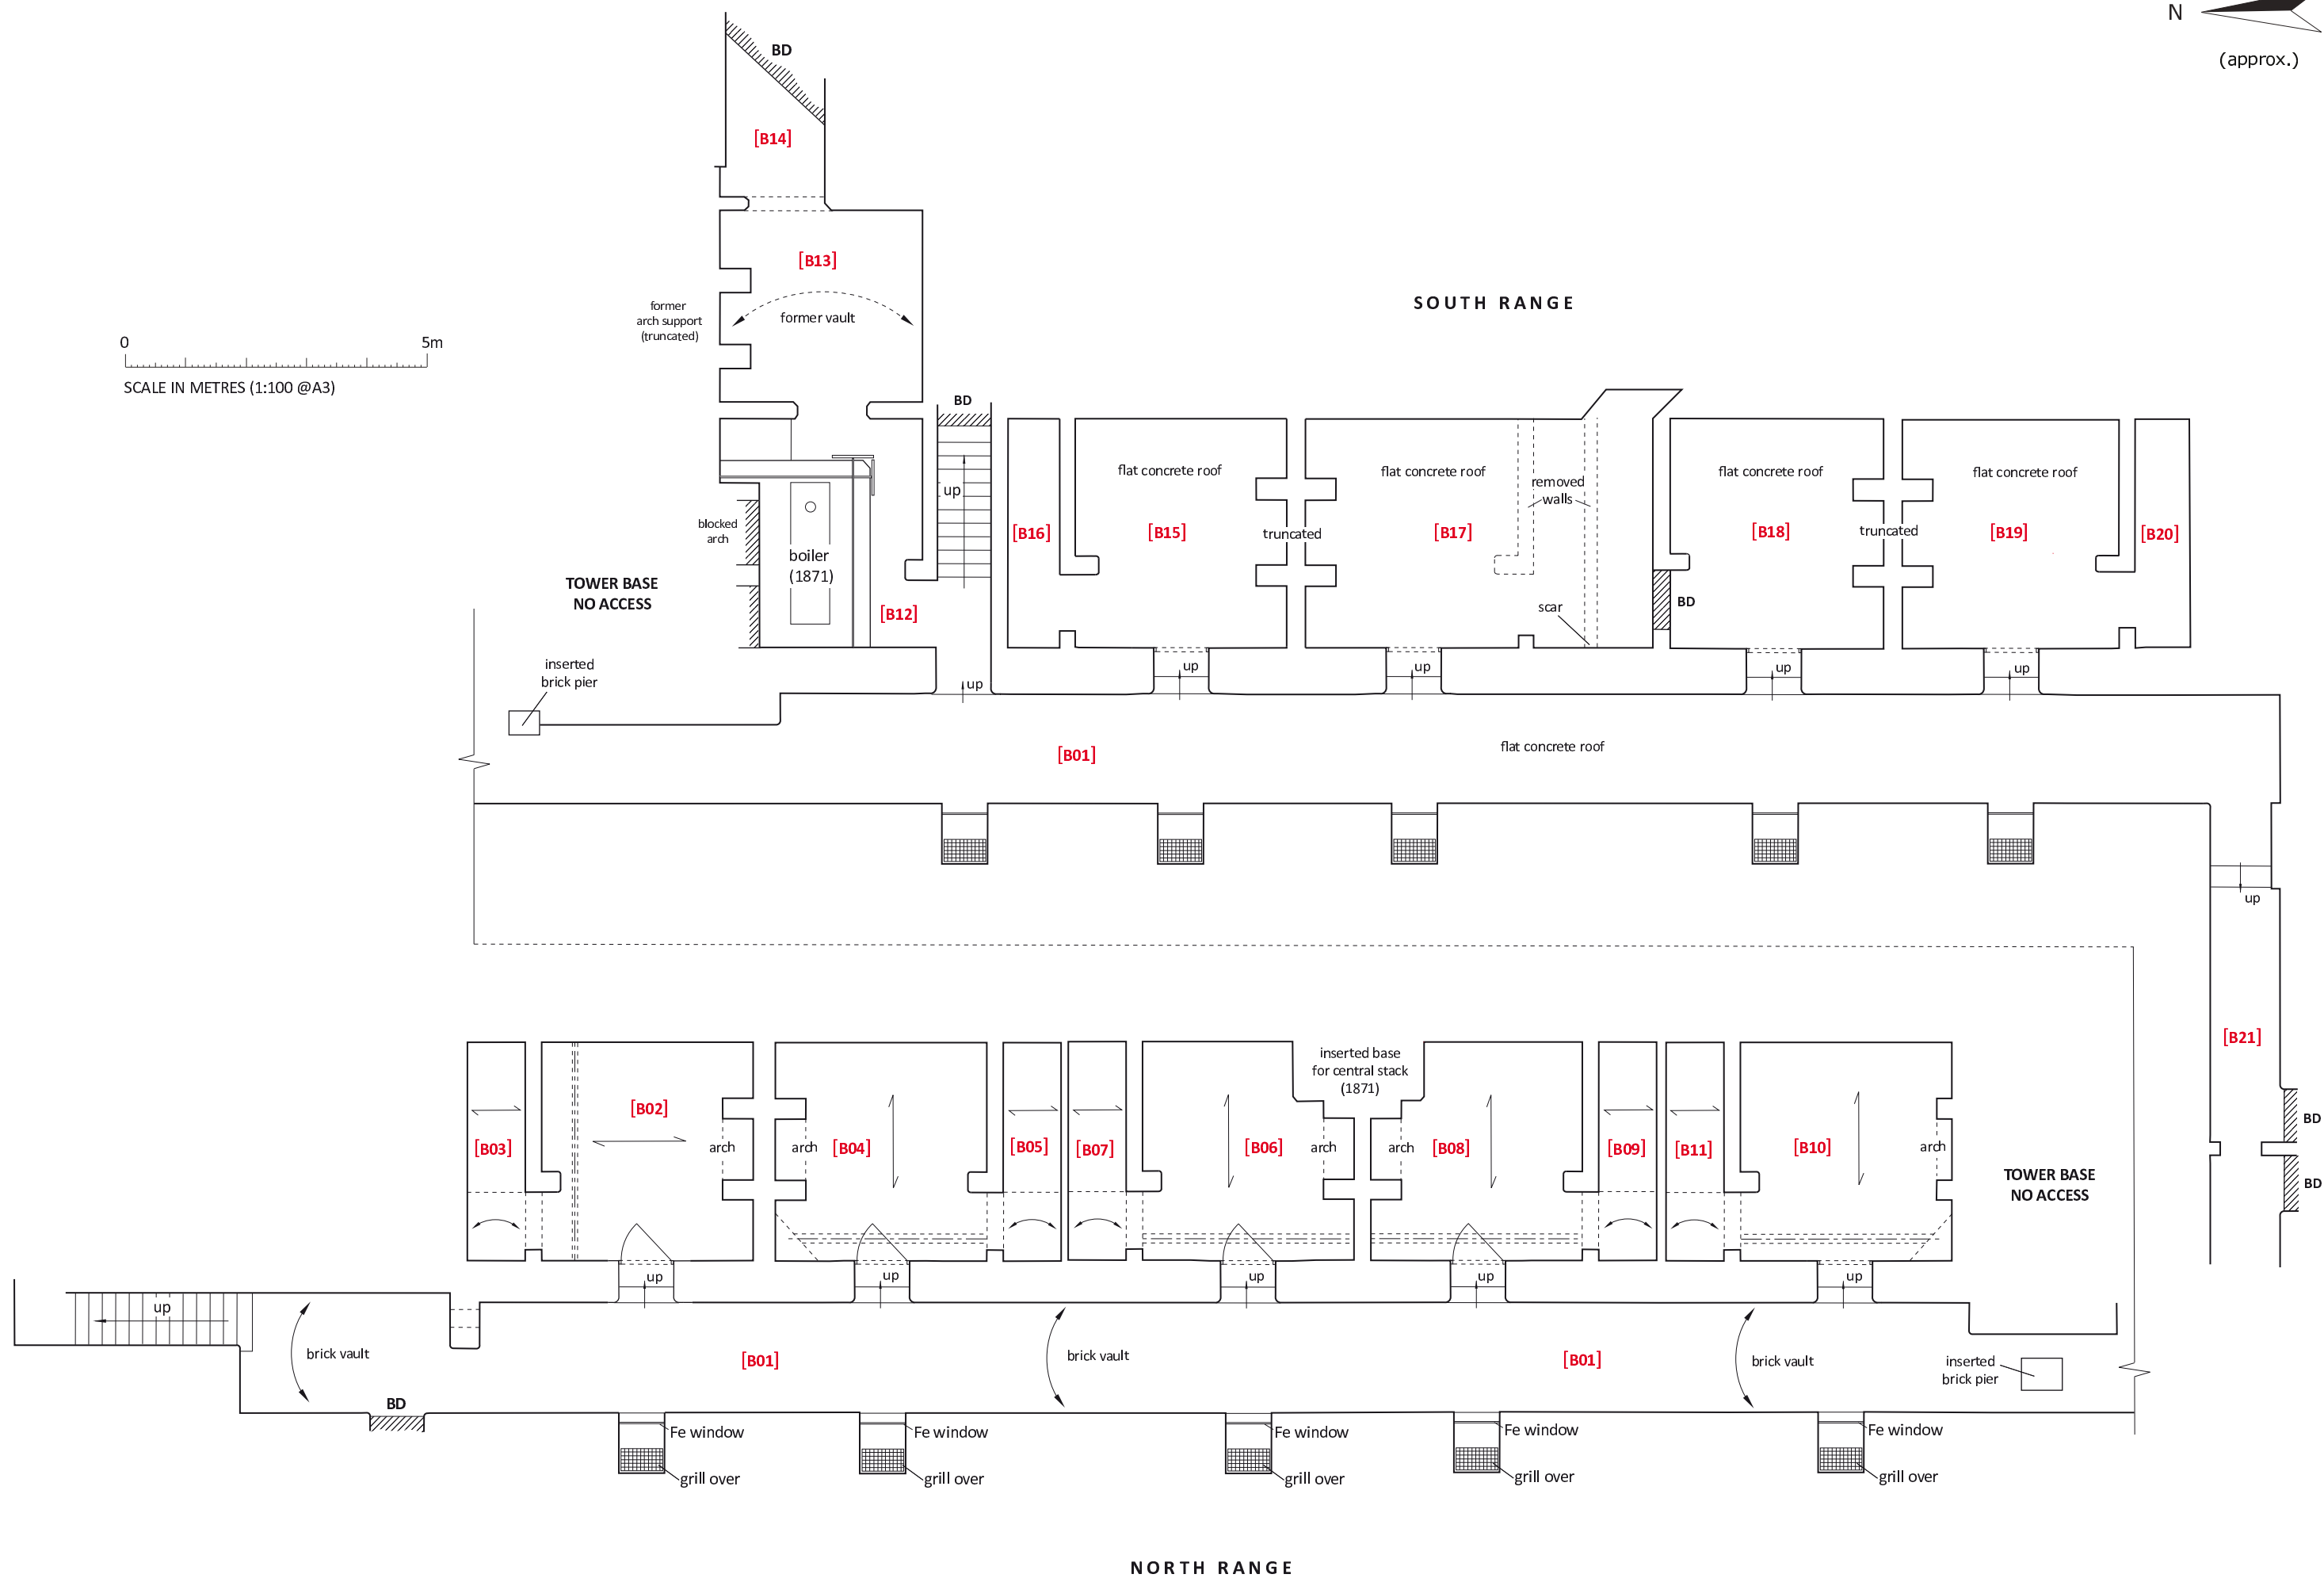 N
(approx.)
BD
[B14]
[B13]
former vault
former
arch support
(truncated)
SOUTH RANGE
0 5m
SCALE IN METRES (1:100 @A3)
BD
up
blocked
arch
boiler
(1871)
TOWER BASE
NO ACCESS
[B12]
inserted
brick pier
up
[B16]
flat concrete roof
[B15]
truncated
flat concrete roof
[B17]
removed
walls
scar
BD
flat concrete roof
[B18]
truncated
flat concrete roof
[B19]
[B20]
up
up
up
up
[B01]
flat concrete roof
up
[B21]
BD
BD
[B03]
[B02]
arch
arch
[B04]
[B05]
[B07]
[B06]
inserted base
for central stack
(1871)
arch
arch
[B08]
[B09]
[B11]
[B10]
arch
TOWER BASE
NO ACCESS
up
up
up
up
up
up
brick vault
[B01]
brick vault
[B01]
brick vault
inserted
brick pier
BD
Fe window
grill over
Fe window
grill over
Fe window
grill over
Fe window
grill over
Fe window
grill over
NORTH RANGE